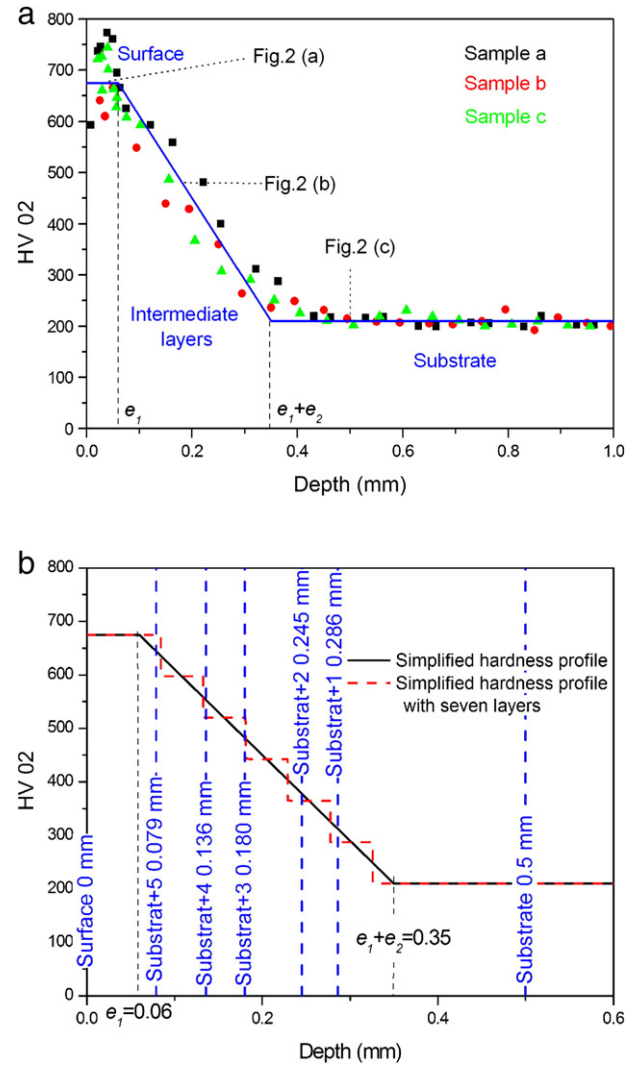 a
800
700
600
500
400
300
200
100
0
HV 02
Surface
Fig.2 (a)
Sample a
Sample b
Sample c
Fig.2 (b)
Fig.2 (c)
Intermediate
layers
Substrate
e1
e1+e2
0.0 0.2 0.4 0.6 0.8 1.0
Depth (mm)
b
800
700
600
500
400
300
200
100
0
HV 02
Surface 0 mm
Substrat+5 0.079 mm
Substrat+4 0.136 mm
Substrat+3 0.180 mm
Substrat+2 0.245 mm
Substrat+1 0.286 mm
Substrate 0.5 mm
Simplified hardness profile
Simplified hardness profile
with seven layers
e1+e2=0.35
e1=0.06
0.0 0.2 0.4 0.6
Depth (mm)